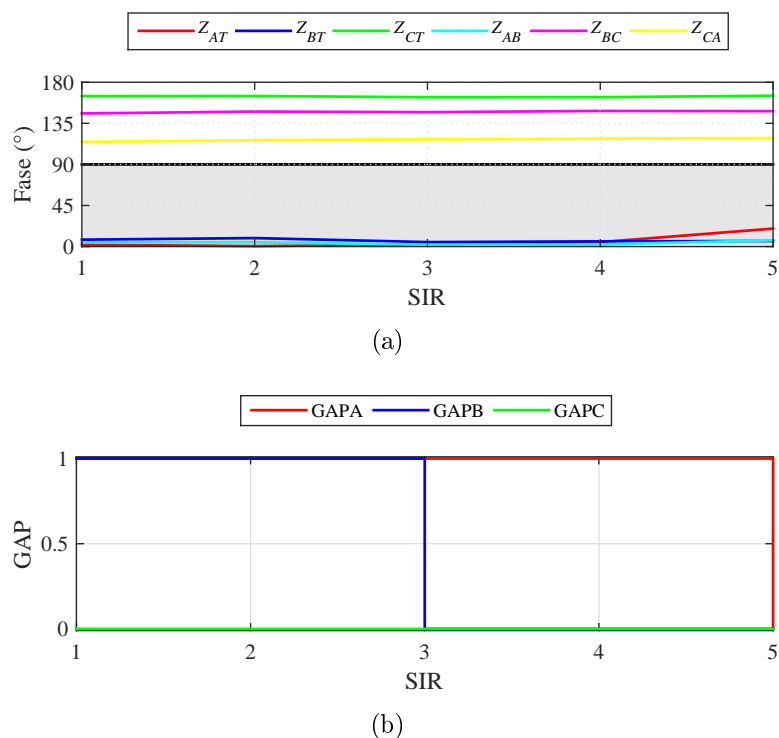 Z_AT Z_BT Z_CT Z_AB Z_BC Z_CA
180
135
90
45
0
Fase (°)
1 2 3 4 5
SIR
(a)
GAPA GAPB GAPC
1
0.5
0
GAP
1 2 3 4 5
SIR
(b)